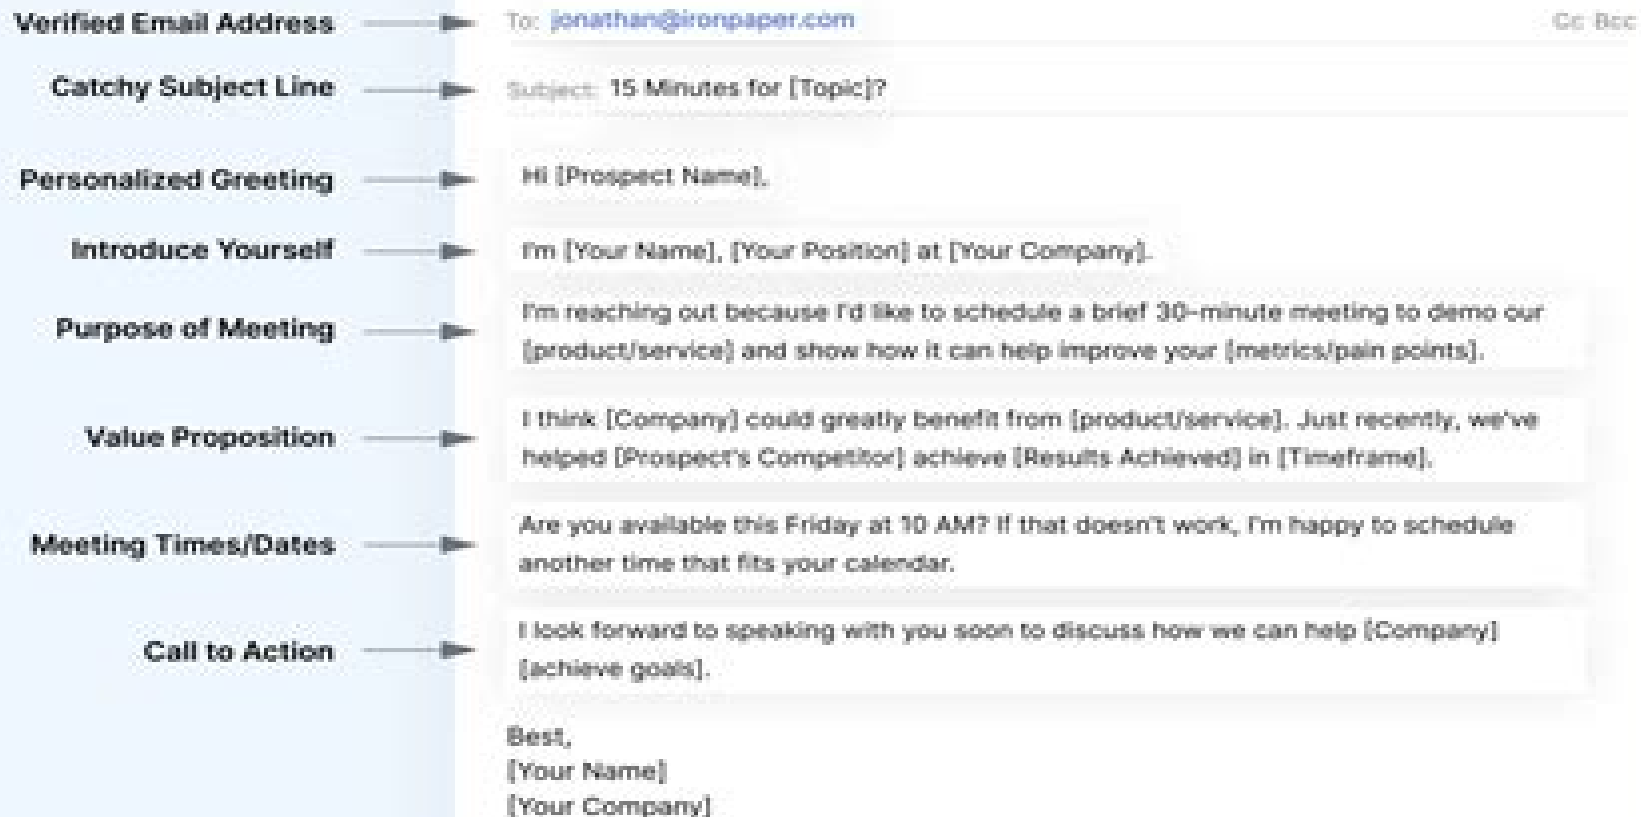 Verified Email Address To: jonathan@ironpaper.com Cc Bcc
Catchy Subject Line Subject: 15 Minutes for [Topic]?
Personalized Greeting Hi [Prospect Name],
Introduce Yourself I'm [Your Name], [Your Position] at [Your Company].
Purpose of Meeting
I'm reaching out because I'd like to schedule a brief 30-minute meeting to demo our
[product/service] and show how it can help improve your [metrics/pain points].
Value Proposition
I think [Company] could greatly benefit from [product/service]. Just recently, we've
helped [Prospect's Competitor] achieve [Results Achieved] in [Timeframe].
Meeting Times/Dates
Are you available this Friday at 10 AM? If that doesn't work, I'm happy to schedule
another time that fits your calendar.
Call to Action
I look forward to speaking with you soon to discuss how we can help [Company]
[achieve goals].
Best,
[Your Name]
[Your Company]